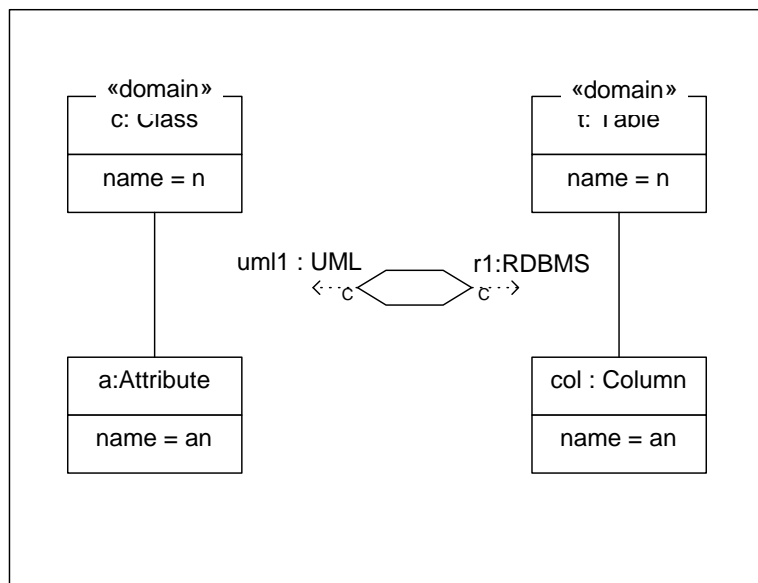 «domain»
c: Class
name = n
«domain»
t: Table
name = n
uml1 : UML
r1:RDBMS
C
C
a:Attribute
name = an
col : Column
name = an